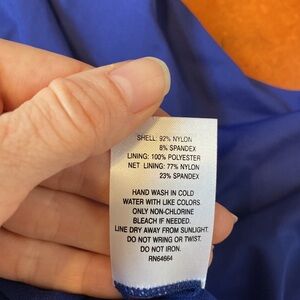 SHELL: 92% NYLON
8% SPANDEX
LINING: 100% POLYESTER
NET LINING: 77% NYLON
23% SPANDEX
HAND WASH IN COLD
WATER WITH LIKE COLORS.
ONLY NON-CHLORINE
BLEACH IF NEEDED.
LINE DRY AWAY FROM SUNLIGHT.
DO NOT WRING OR TWIST.
DO NOT IRON.
RN64664